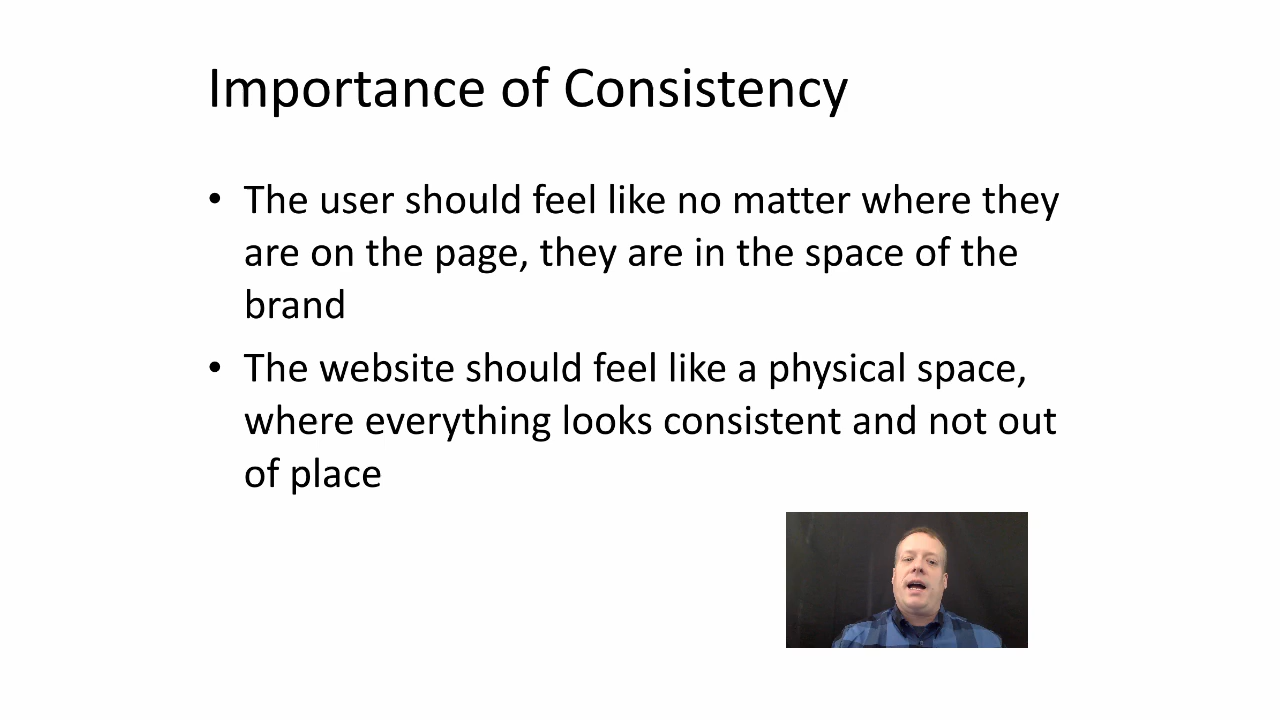 Importance of Consistency
• The user should feel like no matter where they
are on the page, they are in the space of the
brand
• The website should feel like a physical space,
where everything looks consistent and not out
of place